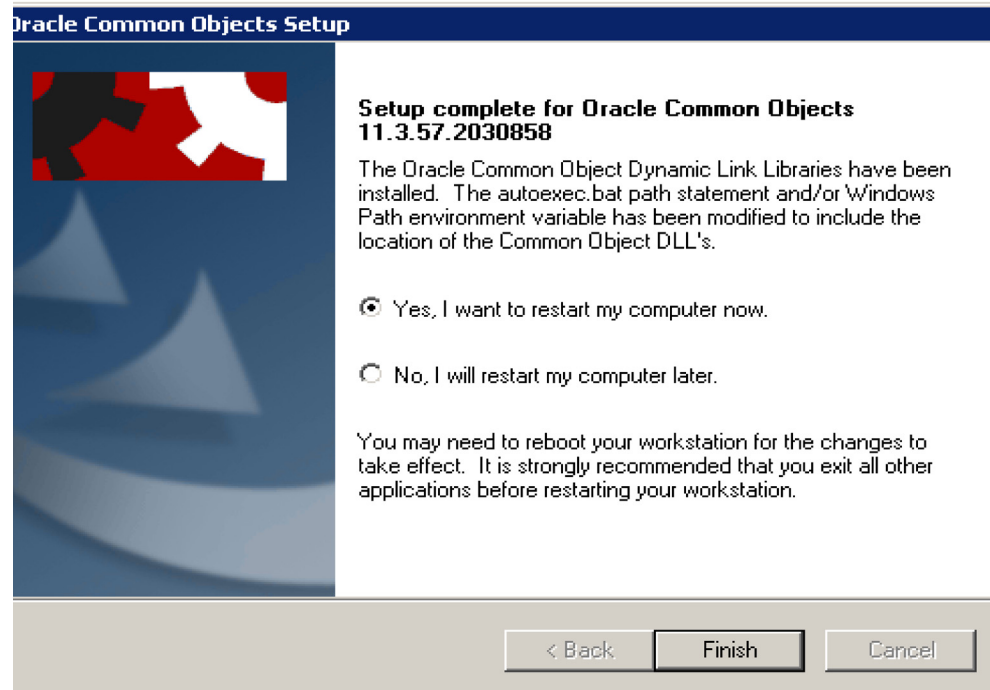 Oracle Common Objects Setup
Setup complete for Oracle Common Objects
11.3.57.2030858
The Oracle Common Object Dynamic Link Libraries have been
installed.  The autoexec.bat path statement and/or Windows
Path environment variable has been modified to include the
location of the Common Object DLL's.
Yes, I want to restart my computer now.
No, I will restart my computer later.
You may need to reboot your workstation for the changes to
take effect.  It is strongly recommended that you exit all other
applications before restarting your workstation.
< Back
Finish
Cancel